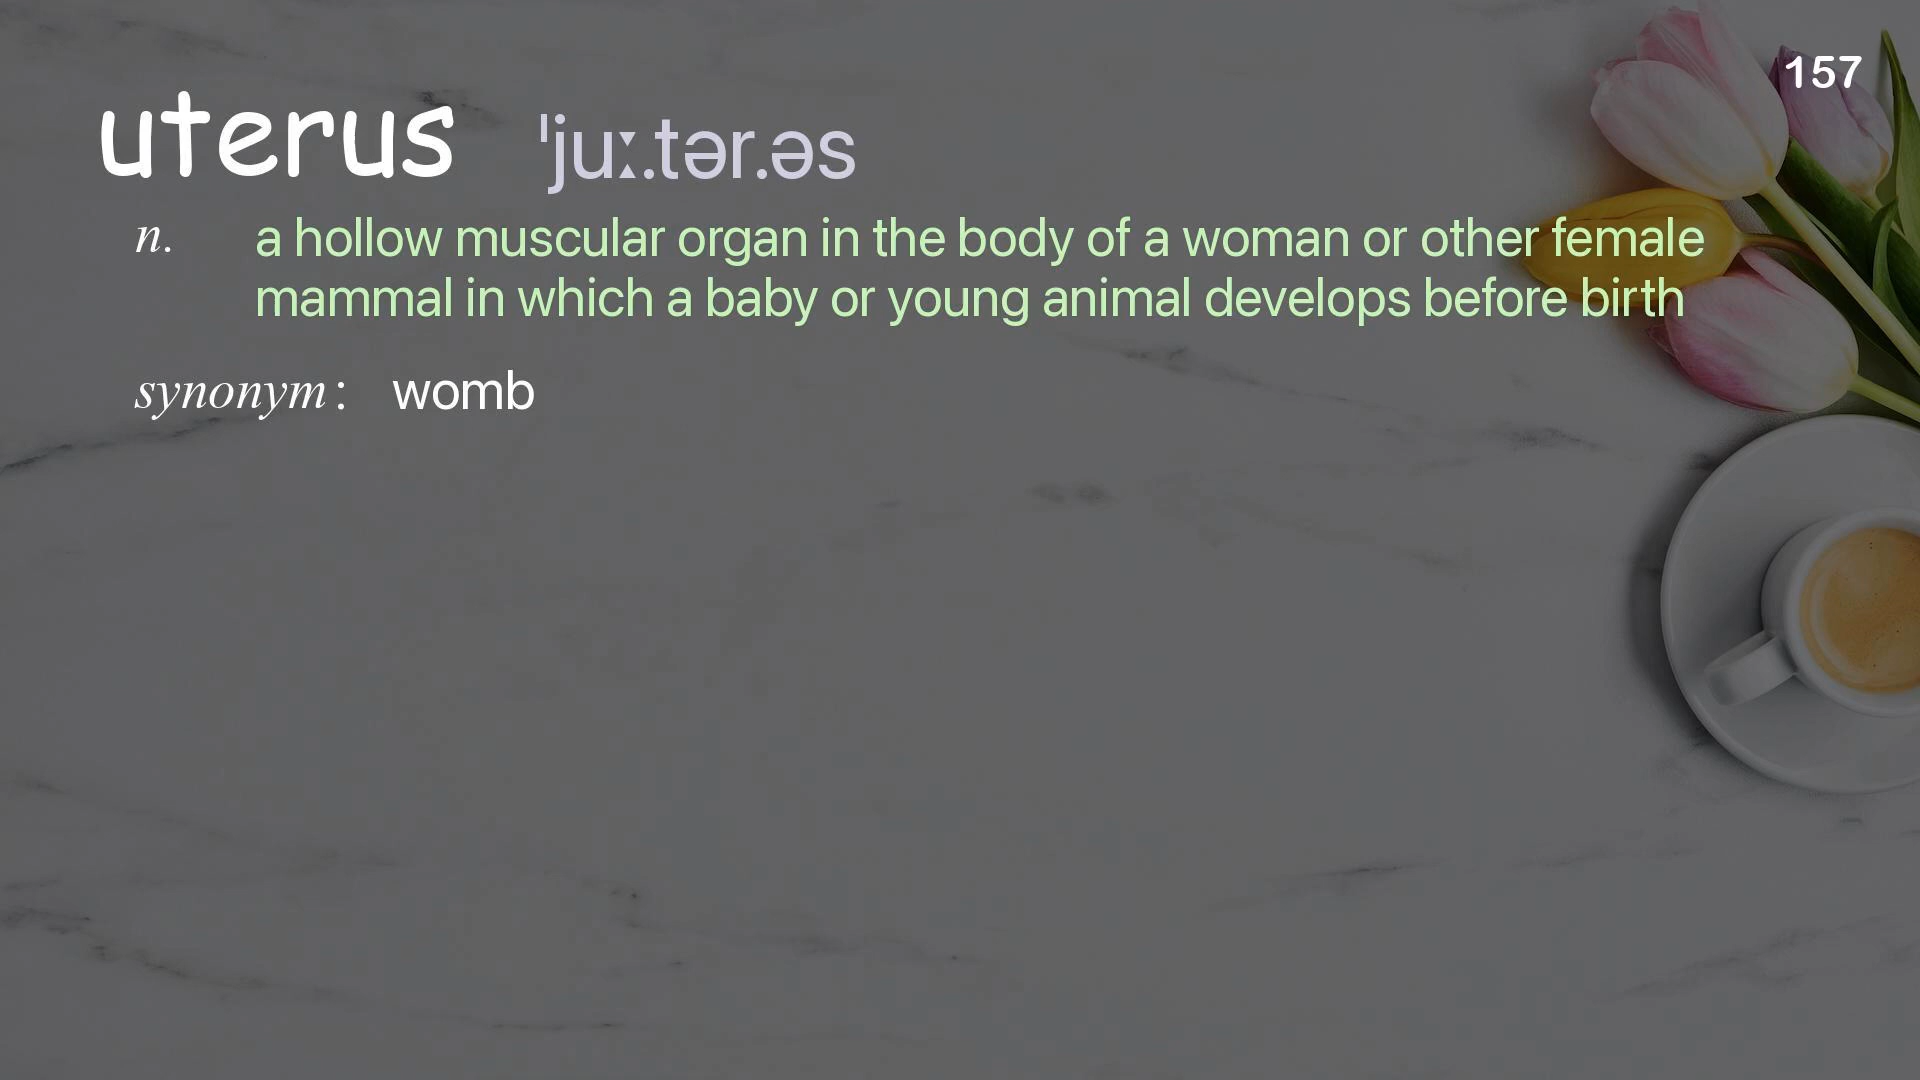 157
uterus ˈjuː.tər.əs
n. a hollow muscular organ in the body of a woman or other female
mammal in which a baby or young animal develops before birth
synonym: womb